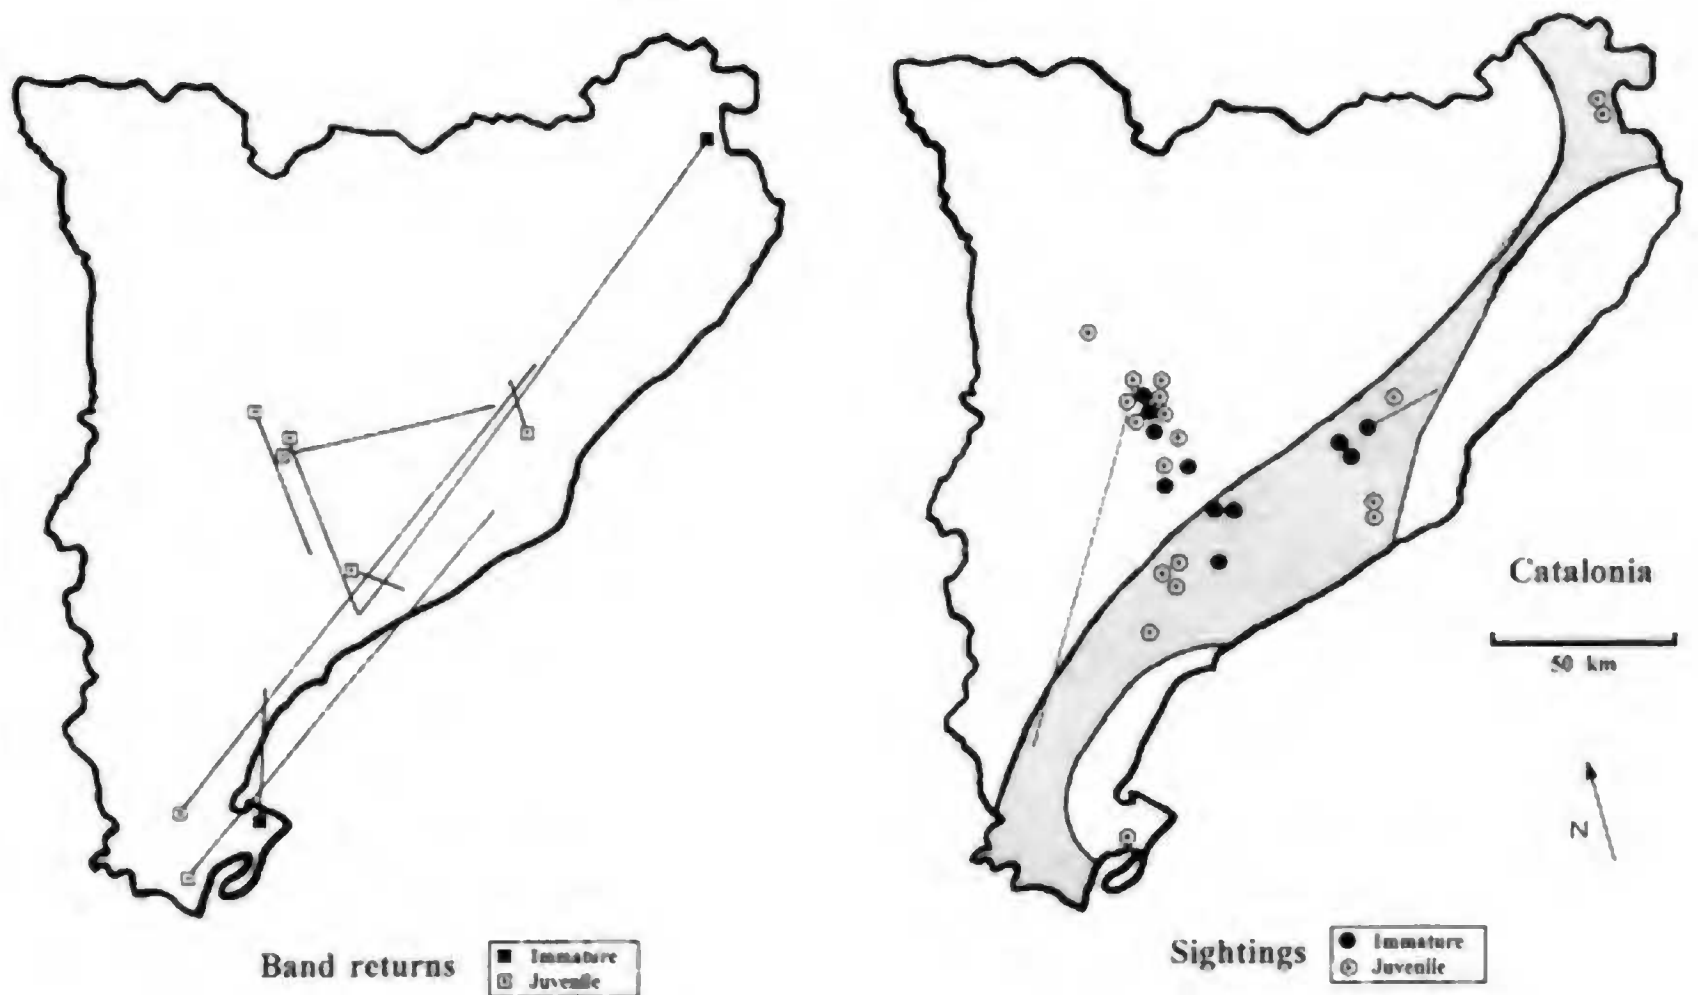 Catalonia
50 km
N
Band returns
Immature
Juvenile
Sightings
Immature
Juvenile